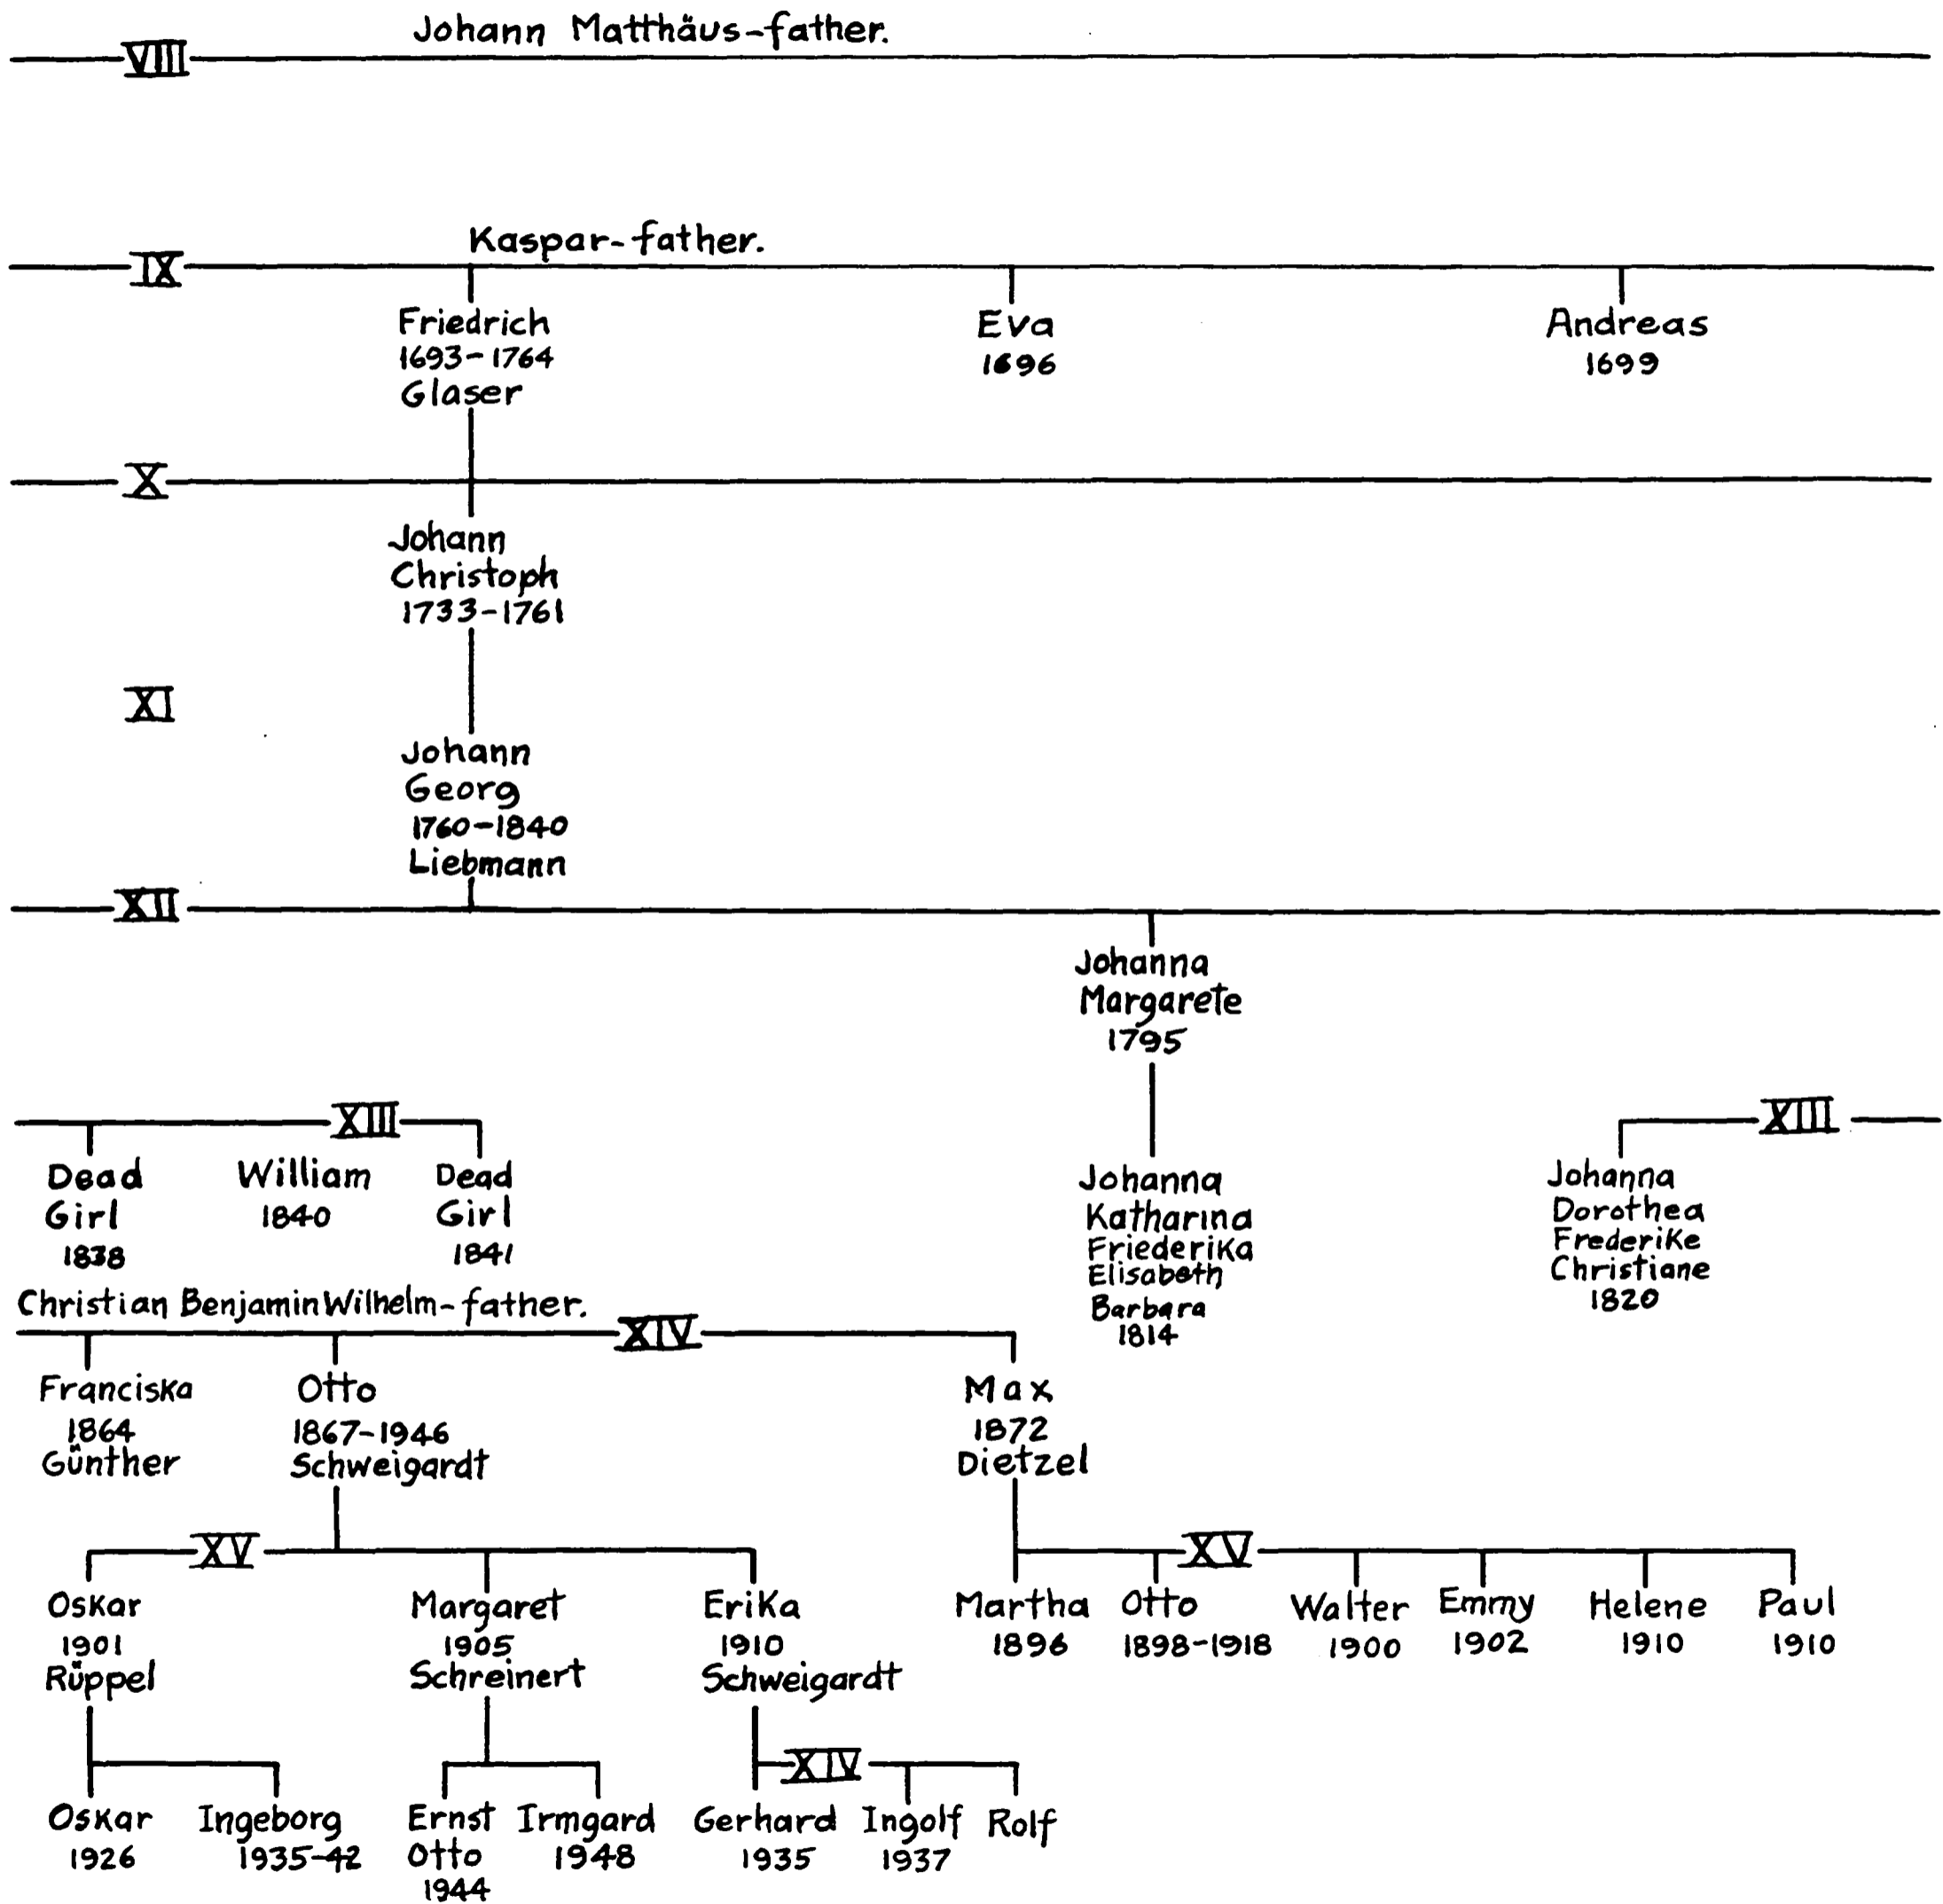 Johann Matthäus-father.
VIII
Kaspar-father.
IX
Friedrich
1693-1764
Glaser
Eva
1696
Andreas
1699
X
Johann
Christoph
1733-1761
XI
Johann
Georg
1760-1840
Liebmann
XII
Johanna
Margarete
1795
XIII
XIII
Dead
Girl
1838
William
1840
Dead
Girl
1841
Johanna
Katharina
Friederika
Elisabeth
Barbara
1814
Johanna
Dorothea
Frederike
Christiane
1820
Christian Benjamin Wilhelm-father.
XIV
Franciska
1864
Günther
Otto
1867-1946
Schweigardt
Max
1872
Dietzel
XV
XV
Oskar
1901
Rüppel
Margaret
1905
Schreinert
Erika
1910
Schweigardt
Martha
1896
Otto
1898-1918
Walter
1900
Emmy
1902
Helene
1910
Paul
1910
XIV
Oskar
1926
Ingeborg
1935-42
Ernst
Otto
1944
Irmgard
1948
Gerhard
1935
Ingolf
1937
Rolf